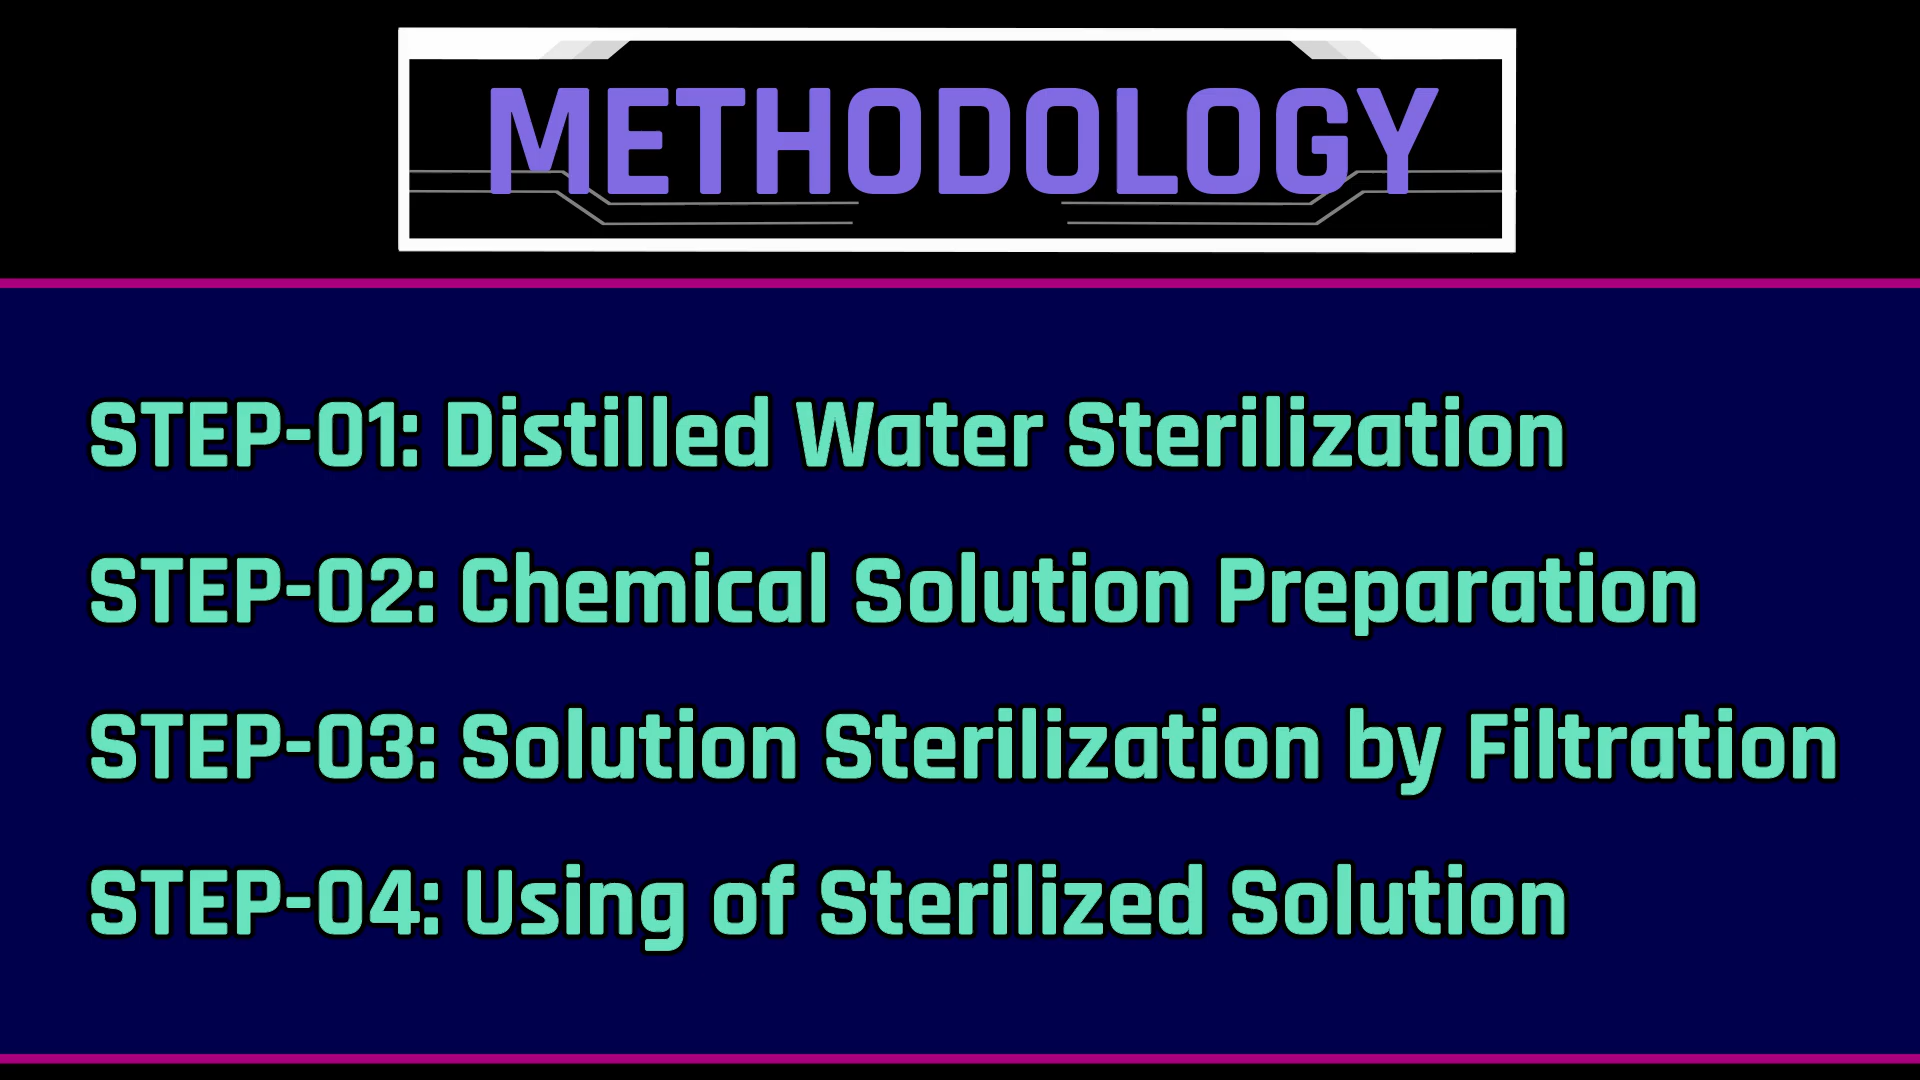 METHODOLOGY
STEP-01: Distilled Water Sterilization
STEP-02: Chemical Solution Preparation
STEP-03: Solution Sterilization by Filtration
STEP-04: Using of Sterilized Solution